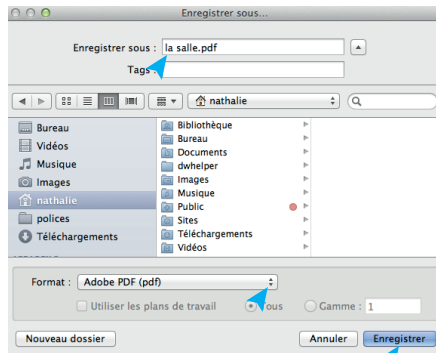 Enregistrer sous...
Enregistrer sous : la salle.pdf
Tags :
nathalie
Bureau
Vidéos
Musique
Images
nathalie
polices
Téléchargements
Bibliothèque
Bureau
Documents
dwhelper
Images
Musique
Public
Sites
Téléchargements
Vidéos
Format : Adobe PDF (pdf)
Utiliser les plans de travail Tous Gamme : 1
Nouveau dossier Annuler Enregistrer